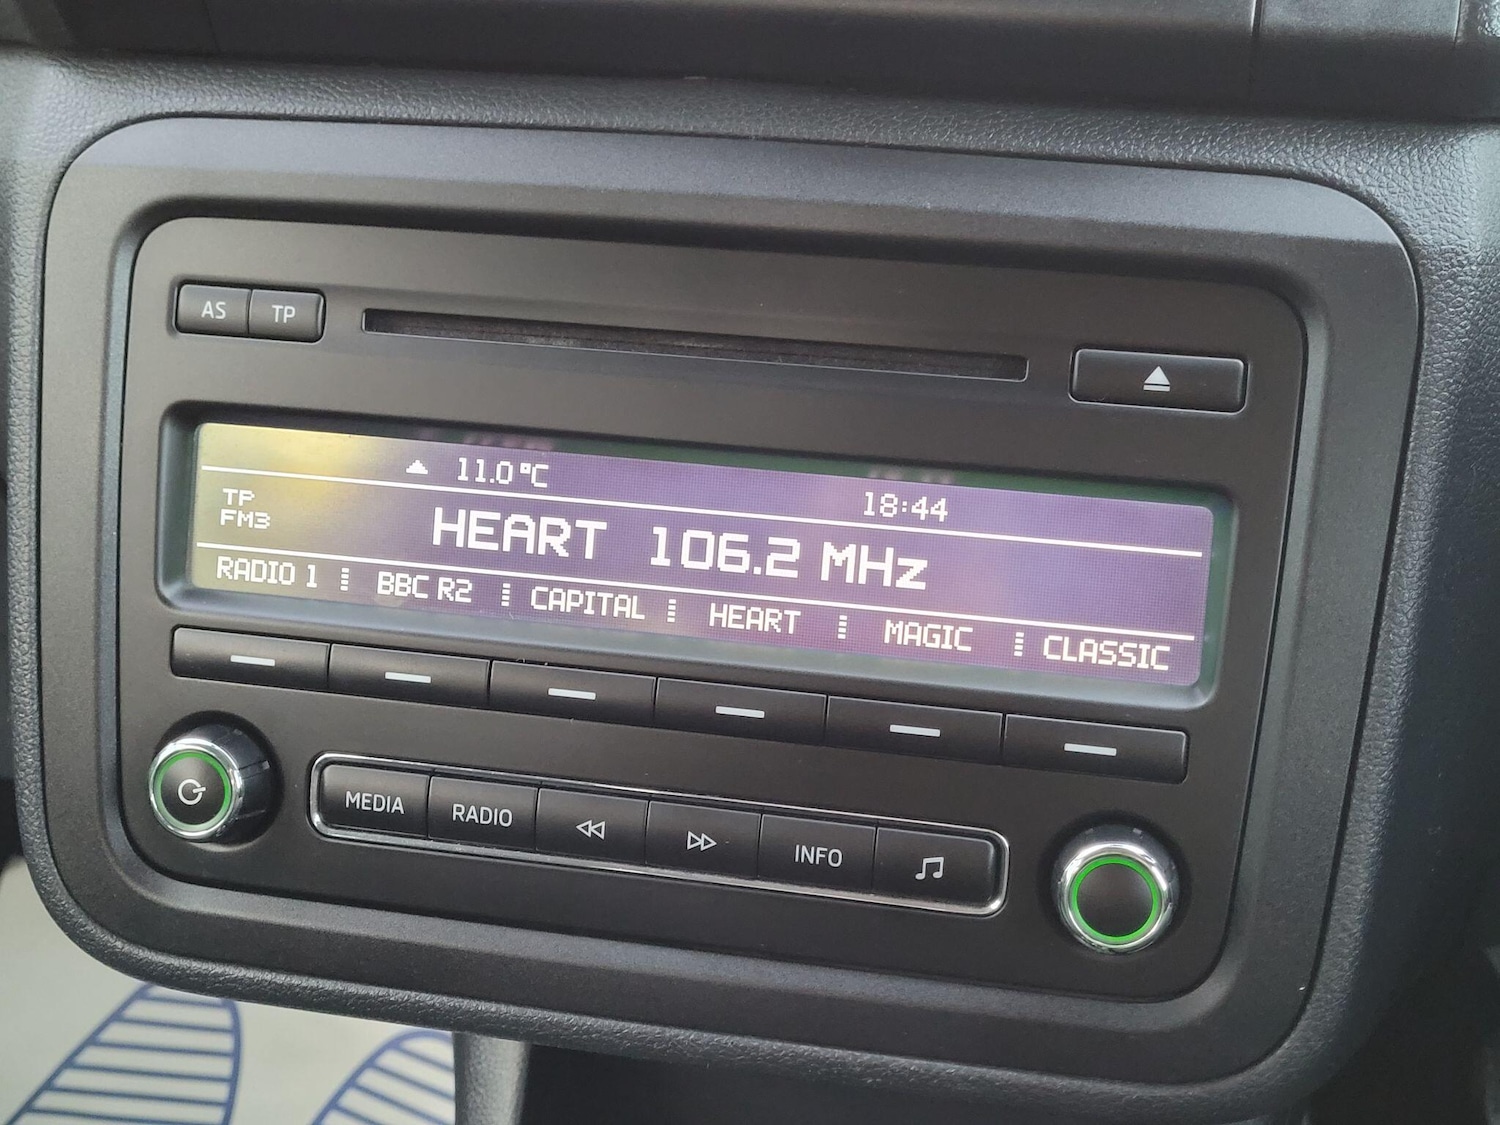 AS TP
11.0 °C 18:44
TP
FM3
HEART 106.2 MHz
RADIO 1 BBC R2 CAPITAL HEART MAGIC CLASSIC
MEDIA RADIO INFO